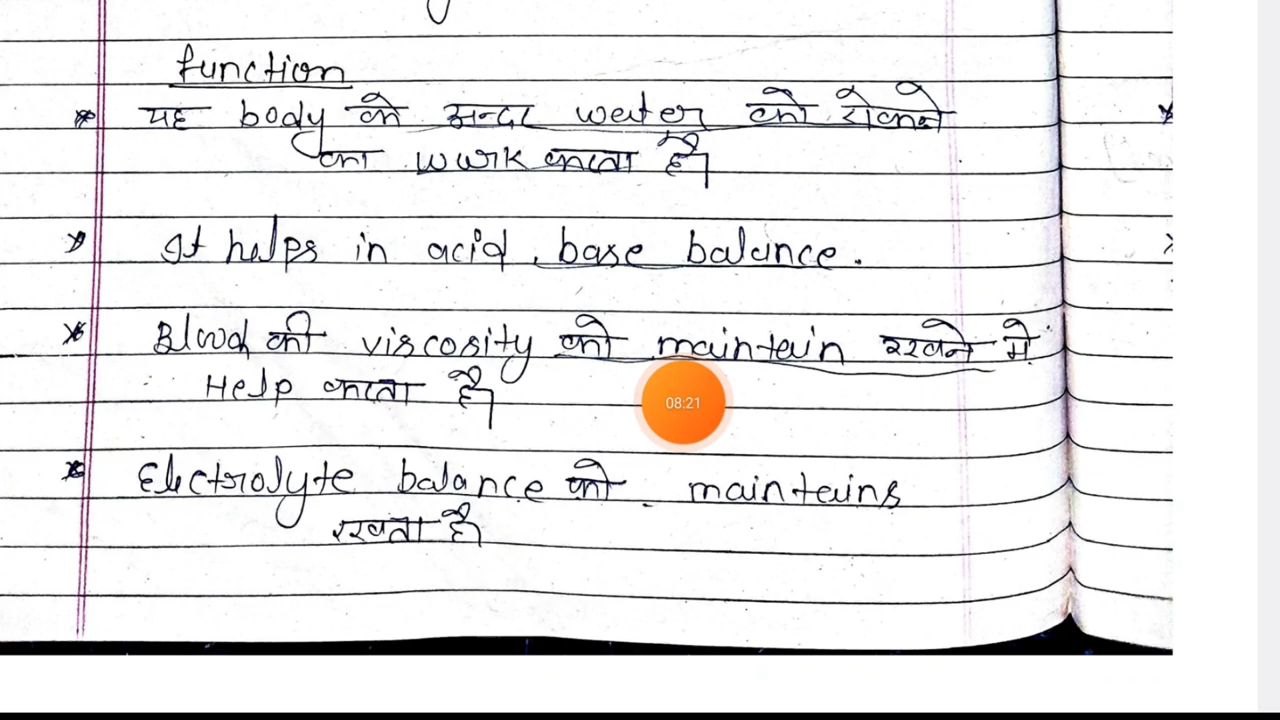 function
* यह body के अन्दर water को रोकने
का work करता है।
* It helps in acid, base balance.
* Blood की viscosity को maintain रखने मे
Help करता है।
08:21
* Electrolyte balance को maintains
रखता है।